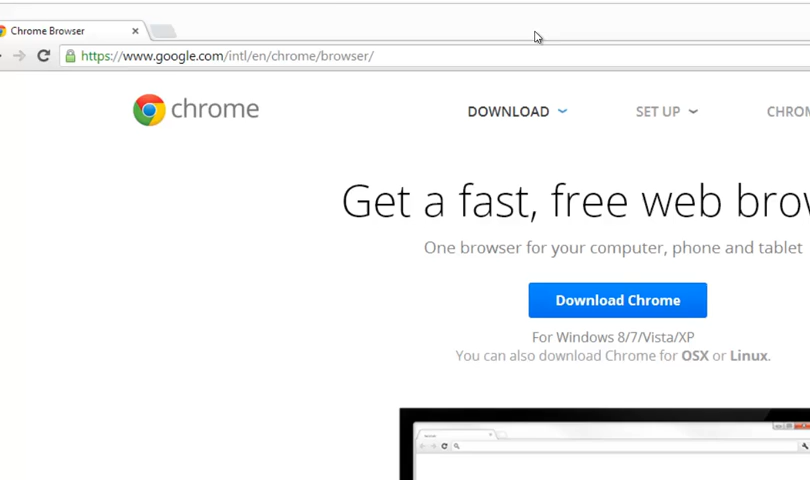 Chrome Browser
https://www.google.com/intl/en/chrome/browser/
chrome
DOWNLOAD
SET UP
CHROM
Get a fast, free web brow
One browser for your computer, phone and tablet
Download Chrome
For Windows 8/7/Vista/XP
You can also download Chrome for OSX or Linux.